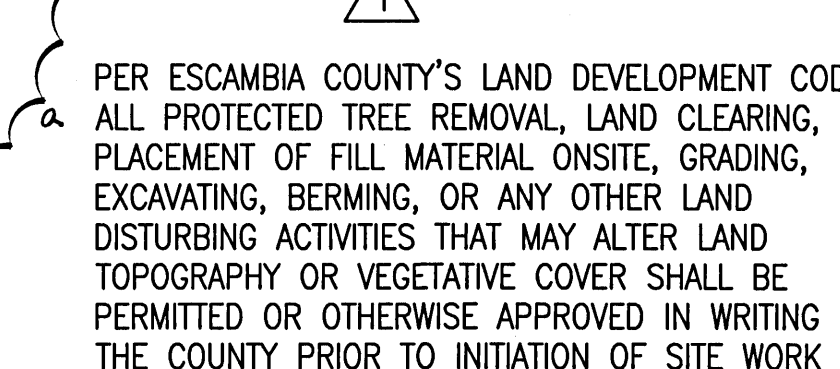 PER ESCAMBIA COUNTY'S LAND DEVELOPMENT COD
a ALL PROTECTED TREE REMOVAL, LAND CLEARING,
PLACEMENT OF FILL MATERIAL ONSITE, GRADING,
EXCAVATING, BERMING, OR ANY OTHER LAND
DISTURBING ACTIVITIES THAT MAY ALTER LAND
TOPOGRAPHY OR VEGETATIVE COVER SHALL BE
PERMITTED OR OTHERWISE APPROVED IN WRITING
THE COUNTY PRIOR TO INITIATION OF SITE WORK